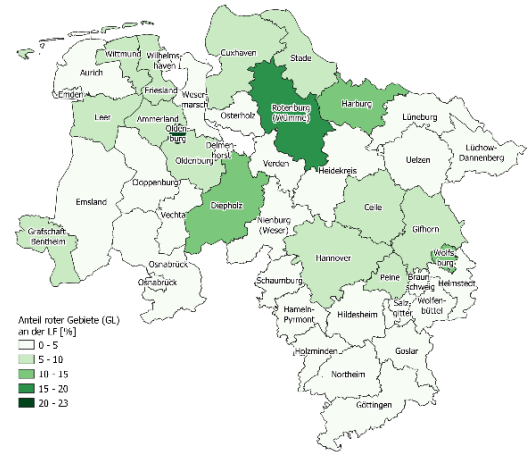 Cuxhaven
Stade
Wittmund
Wilhelms-
haven
Aurich
Friesland
Emden
Weser-
marsch
Rotenburg
(Wümme)
Harburg
Osterholz
Lüneburg
Leer
Ammerland
Olden-
burg
Delmen-
horst
Oldenburg
Verden
Heidekreis
Uelzen
Lüchow-
Dannenberg
Cloppenburg
Emsland
Vechta
Diepholz
Nienburg
(Weser)
Celle
Gifhorn
Grafschaft
Bentheim
Hannover
Wolfs-
burg
Osnabrück
Osnabrück
Schaumburg
Peine
Braun-
schweig
Helmstedt
Hameln-
Pyrmont
Hildesheim
Salz-
gitter
Wolfen-
büttel
Holzminden
Goslar
Northeim
Göttingen
Anteil roter Gebiete (GL)
an der LF [%]
0 - 5
5 - 10
10 - 15
15 - 20
20 - 23